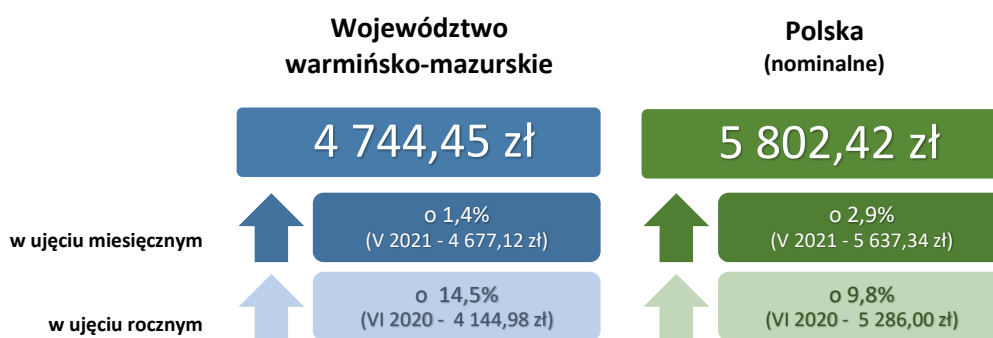 Województwo
warmińsko-mazurskie
Polska
(nominalne)
4 744,45 zł
5 802,42 zł
w ujęciu miesięcznym
o 1,4%
(V 2021 - 4 677,12 zł)
o 2,9%
(V 2021 - 5 637,34 zł)
w ujęciu rocznym
o 14,5%
(VI 2020 - 4 144,98 zł)
o 9,8%
(VI 2020 - 5 286,00 zł)